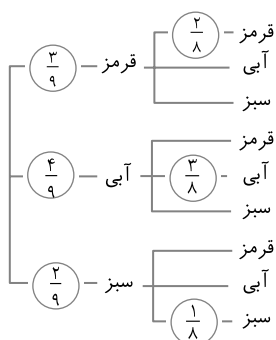 ۲/۸ قرمز
۳/۹ قرمز آبی
سبز
قرمز
۴/۹ آبی ۳/۸ آبی
سبز
قرمز
۲/۹ سبز آبی
۱/۸ سبز